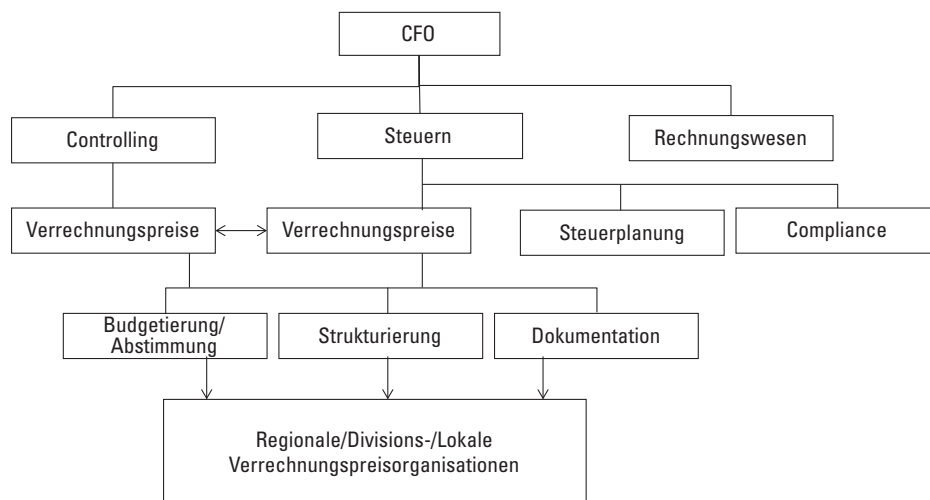 CFO
Controlling
Steuern
Rechnungswesen
Verrechnungspreise
Verrechnungspreise
Steuerplanung
Compliance
Budgetierung/
Abstimmung
Strukturierung
Dokumentation
Regionale/Divisions-/Lokale
Verrechnungspreisorganisationen